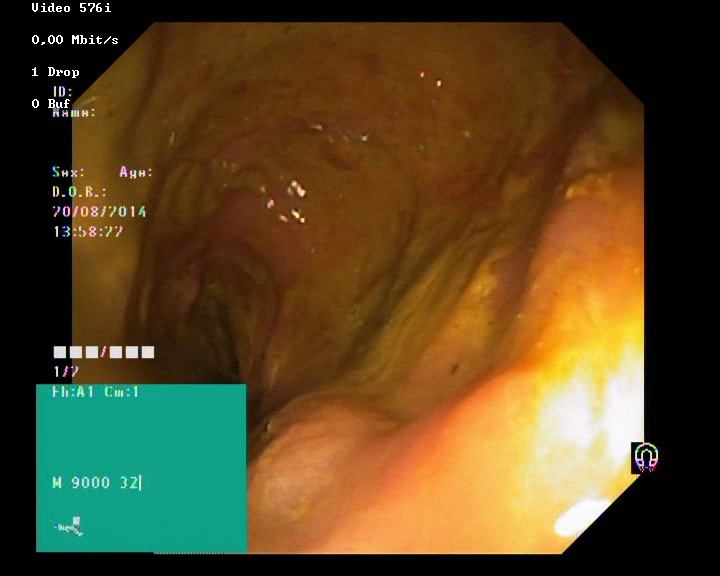 Video 576i
0,00 Mbit/s
1 Drop
ID:
0 Buf
Name:
Sex: Age:
D.O.B.:
20/08/2014
13:58:22
■■■/■■■
1/2
Eh:A1 Cm:1
M 9000 32|